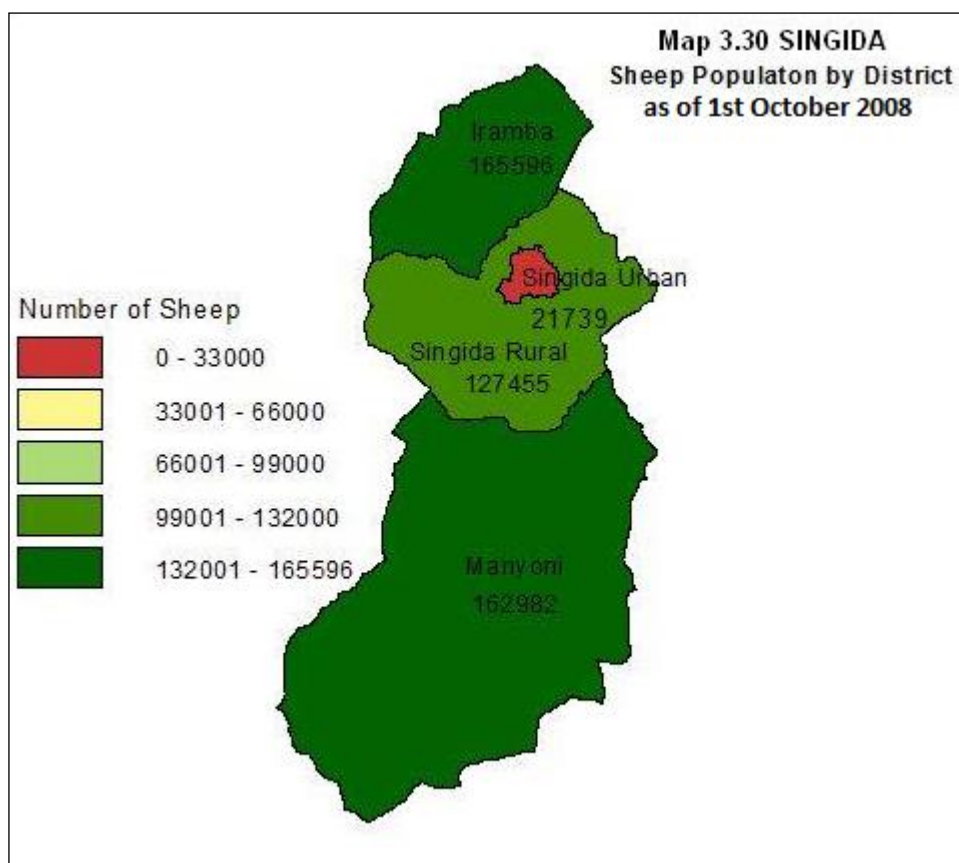 Map 3.30 SINGIDA
Sheep Populaton by District
as of 1st October 2008
Iramba
165596
Singida Urban
21739
Singida Rural
127455
Manyoni
162982
Number of Sheep
0 - 33000
33001 - 66000
66001 - 99000
99001 - 132000
132001 - 165596